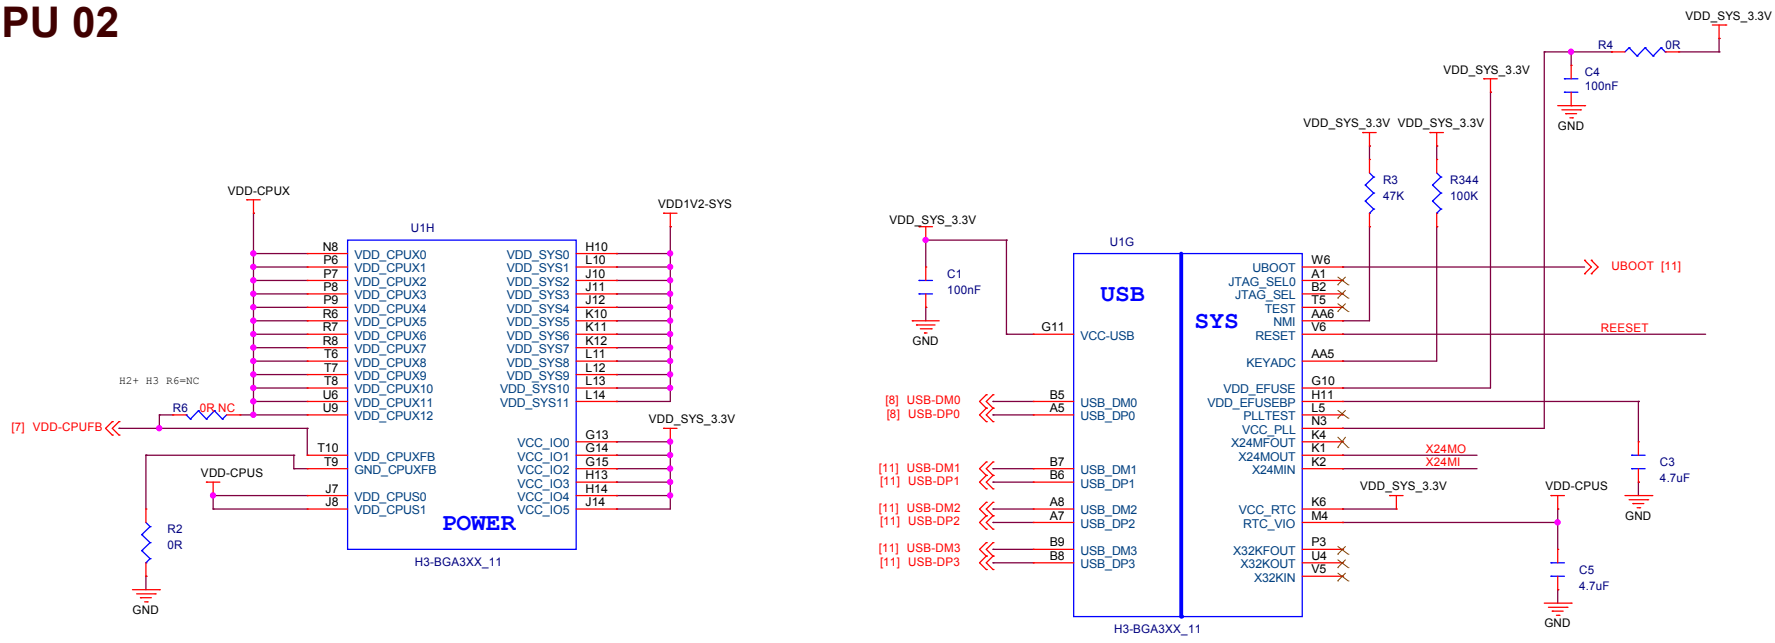 PU 02
VDD-CPUX
VDD1V2-SYS
U1H
N8 VDD_CPUX0 VDD_SYS0 H10
P6 VDD_CPUX1 VDD_SYS1 L10
P7 VDD_CPUX2 VDD_SYS2 J10
P8 VDD_CPUX3 VDD_SYS3 J11
P9 VDD_CPUX4 VDD_SYS4 J12
R6 VDD_CPUX5 VDD_SYS5 K10
R7 VDD_CPUX6 VDD_SYS6 K11
R8 VDD_CPUX7 VDD_SYS7 K12
T6 VDD_CPUX8 VDD_SYS8 L11
T7 VDD_CPUX9 VDD_SYS9 L12
T8 VDD_CPUX10 VDD_SYS10 L13
U6 VDD_CPUX11 VDD_SYS11 L14
U9 VDD_CPUX12
H2+ H3 R6=NC
R6 0R NC
[7] VDD-CPUFB
VDD_SYS_3.3V
T10 VDD_CPUXFB
T9 GND_CPUXFB
VDD-CPUS
J7 VDD_CPUS0
J8 VDD_CPUS1
VCC_IO0 G13
VCC_IO1 G14
VCC_IO2 G15
VCC_IO3 H13
VCC_IO4 H14
VCC_IO5 J14
POWER
R2
0R
GND
H3-BGA3XX_11
VDD_SYS_3.3V
R4 0R
C4
100nF
GND
VDD_SYS_3.3V
VDD_SYS_3.3V VDD_SYS_3.3V
R3
47K
R344
100K
VDD_SYS_3.3V
C1
100nF
GND
U1G
USB
SYS
G11 VCC-USB
[8] USB-DM0 B5 USB_DM0
[8] USB-DP0 A5 USB_DP0
[11] USB-DM1 B7 USB_DM1
[11] USB-DP1 B6 USB_DP1
[11] USB-DM2 A8 USB_DM2
[11] USB-DP2 A7 USB_DP2
[11] USB-DM3 B9 USB_DM3
[11] USB-DP3 B8 USB_DP3
UBOOT W6 UBOOT [11]
JTAG_SEL0 A1
JTAG_SEL B2
TEST T5
NMI AA6
RESET V6 REESET
KEYADC AA5
VDD_EFUSE G10
VDD_EFUSEBP H11
PLLTEST L5
VCC_PLL N3
X24MFOUT K4
X24MOUT K1 X24MO
X24MIN K2 X24MI
C3
4.7uF
GND
VDD_SYS_3.3V
VDD-CPUS
VCC_RTC K6
RTC_VIO M4
X32KFOUT P3
X32KOUT U4
X32KIN V5
C5
4.7uF
GND
H3-BGA3XX_11